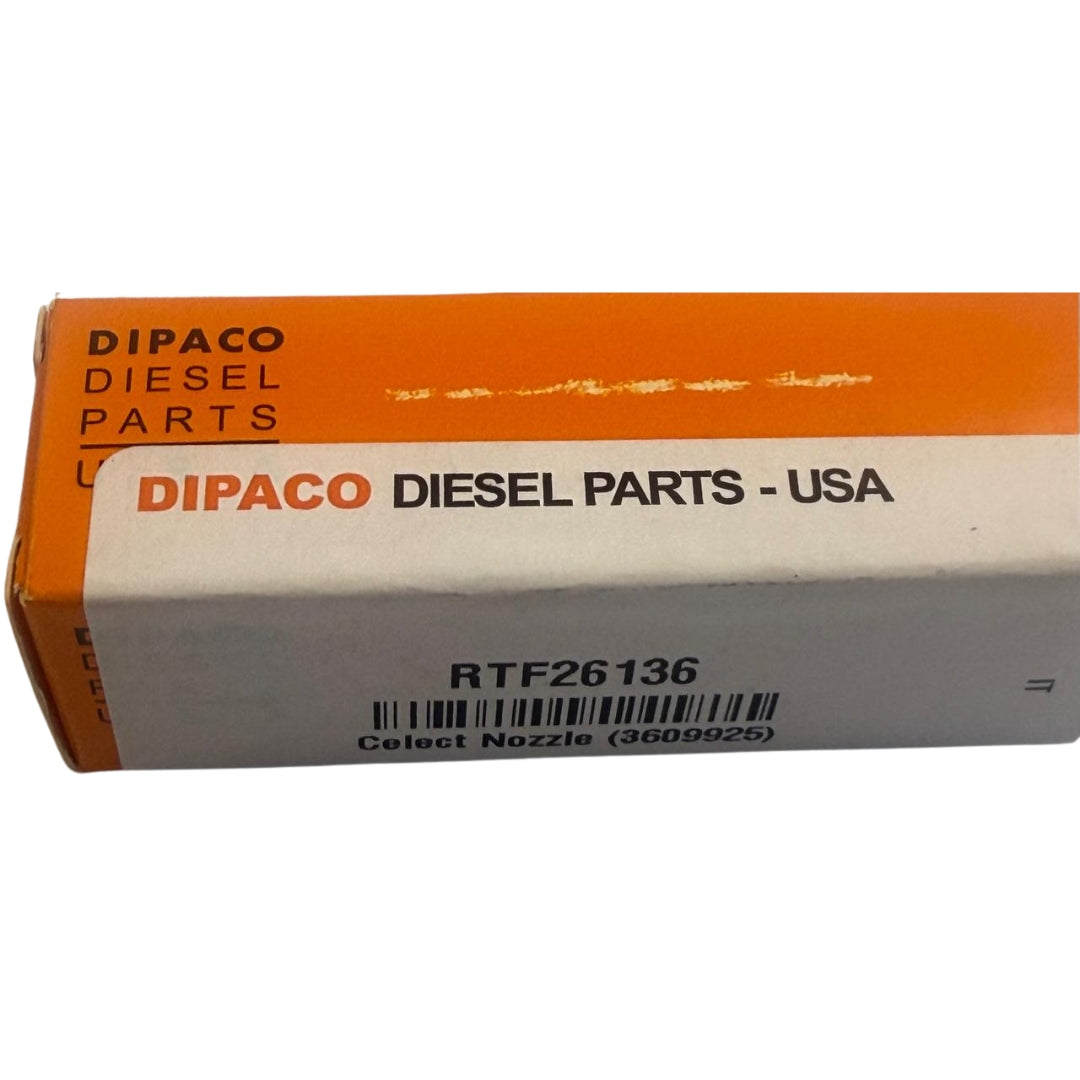 DIPACO
DIESEL
PARTS
U
DIPACO DIESEL PARTS - USA
RTF26136
Celect Nozzle (3609925)